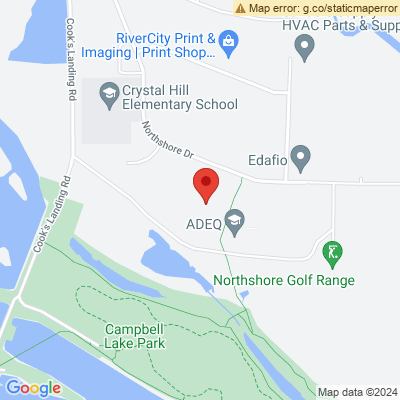 Map error: g.co/staticmaperror
RiverCity Print &
Imaging | Print Shop...
HVAC Parts & Supp
Cook's Landing Rd
Crystal Hill
Elementary School
Northshore Dr
Edafio
Cook's Landing Rd
ADEQ
Northshore Golf Range
Campbell
Lake Park
Google
Map data ©2024